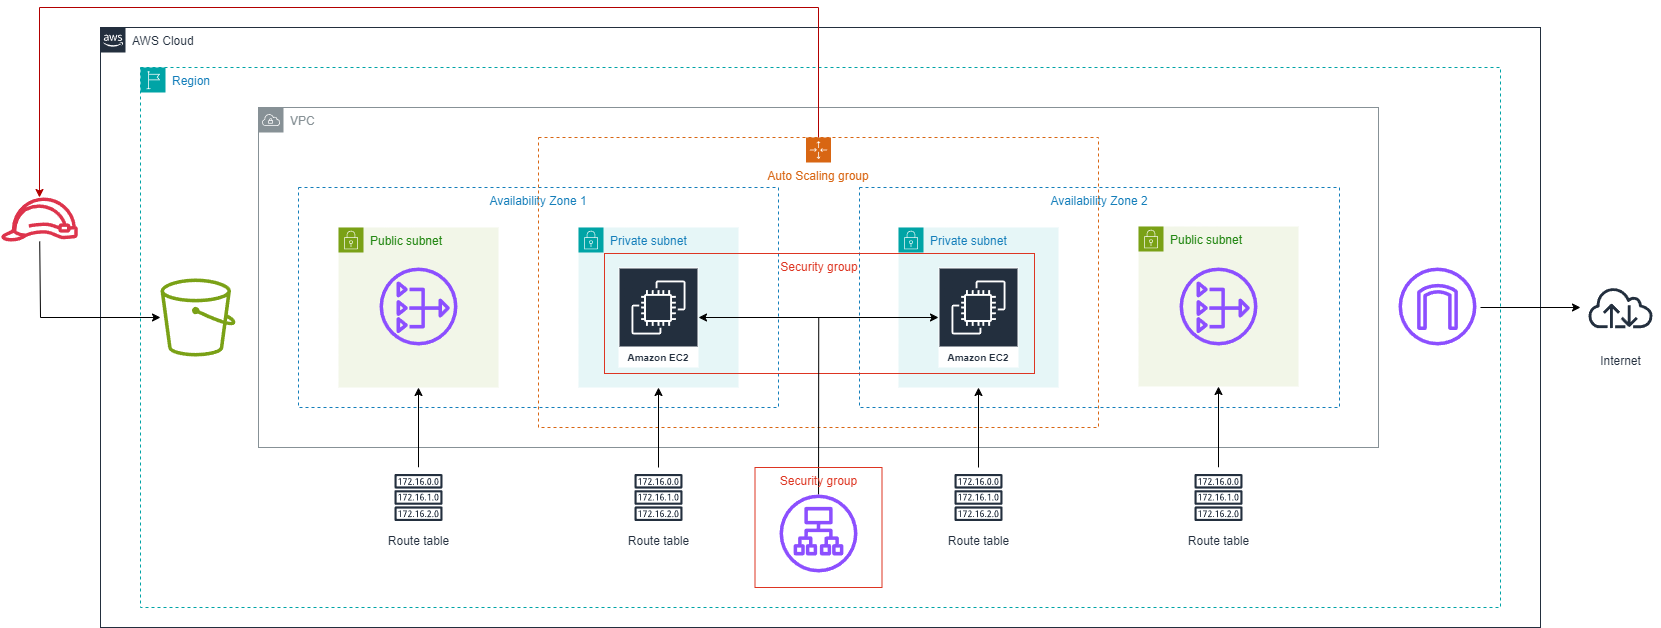 aws
AWS Cloud
Region
VPC
Auto Scaling group
Availability Zone 1
Availability Zone 2
Public subnet
Private subnet
Private subnet
Public subnet
Security group
Amazon EC2
Amazon EC2
Internet
172.16.0.0
172.16.1.0
172.16.2.0
Route table
172.16.0.0
172.16.1.0
172.16.2.0
Route table
Security group
172.16.0.0
172.16.1.0
172.16.2.0
Route table
172.16.0.0
172.16.1.0
172.16.2.0
Route table